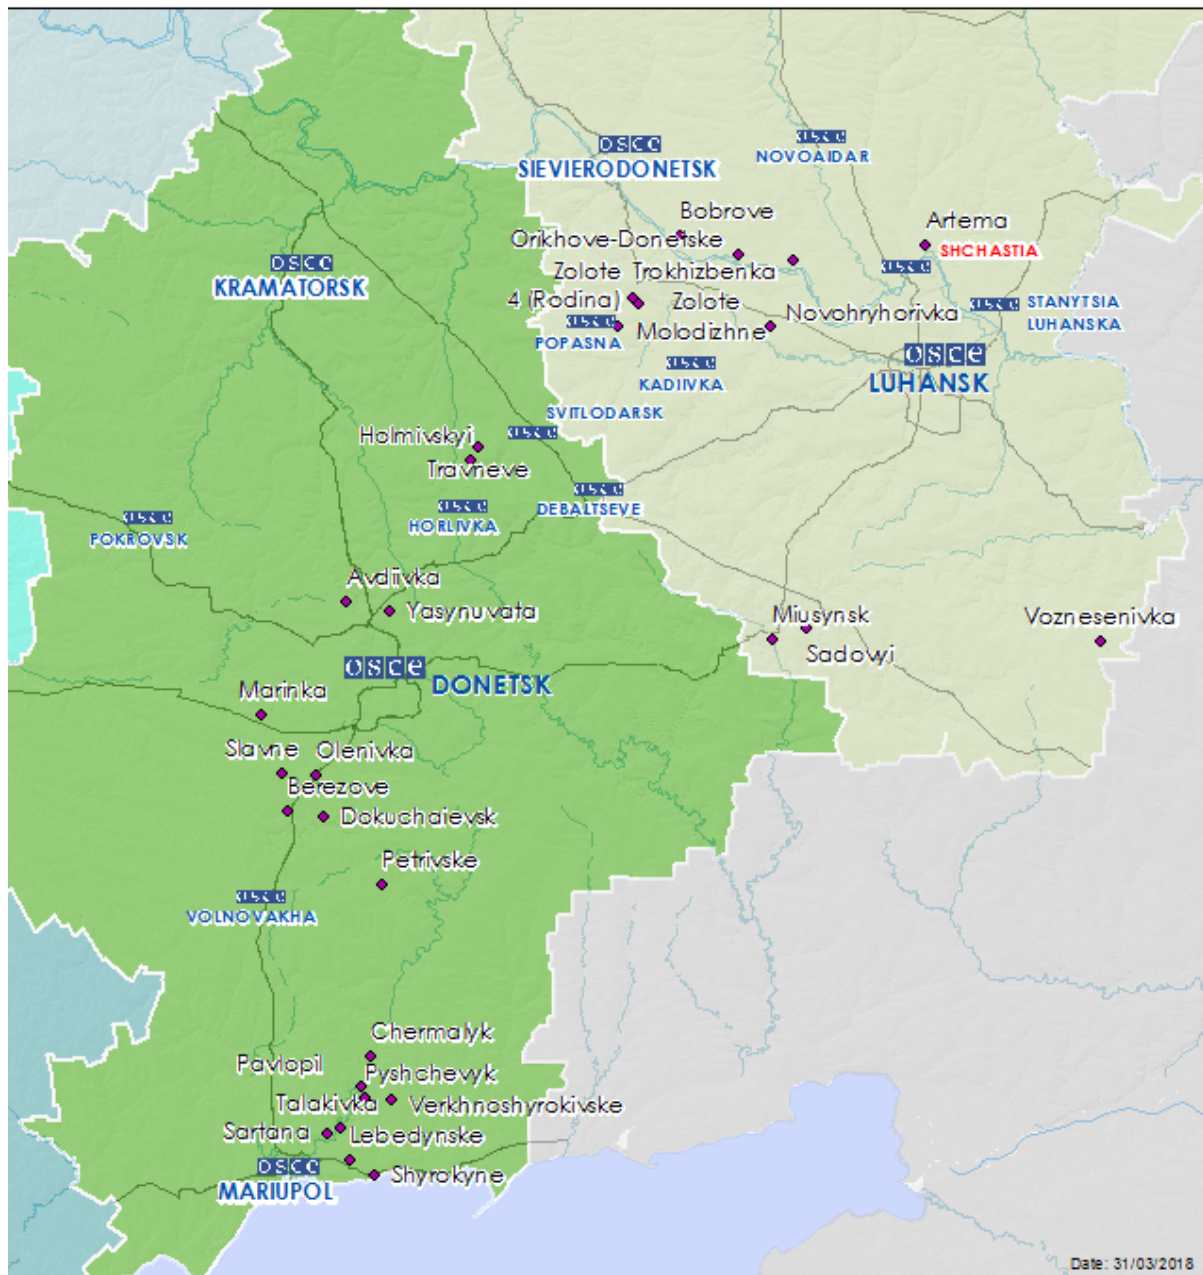 osce
SIEVIERODONETSK
osce
NOVOAIDAR
Bobrove
Artema
SHCHASTIA
Orikhove-Donetske
Trokhizbenka
osce
KRAMATORSK
osce
Zolote
4 (Rodina)
Zolote
osce
STANYTSIA
LUHANSKA
Novohryhorivka
osce
POPASNA
Molodizhne
osce
LUHANSK
osce
KADIIVKA
SVITLODARSK
osce
Holmivskyi
Travneve
osce
DEBALTSEVE
osce
HORLIVKA
osce
POKROVSK
Avdiivka
Yasynuvata
Miusynsk
Sadovyi
Voznesenivka
osce
DONETSK
Marinka
Slavne
Olenivka
Berezove
Dokuchaievsk
Petrivske
osce
VOLNOVAKHA
Chermalyk
Pavlopil
Pyshchevyk
Talakivka
Verkhnoshyrokivske
Sartana
Lebedynske
osce
MARIUPOL
Shyrokyne
Date: 31/03/2018